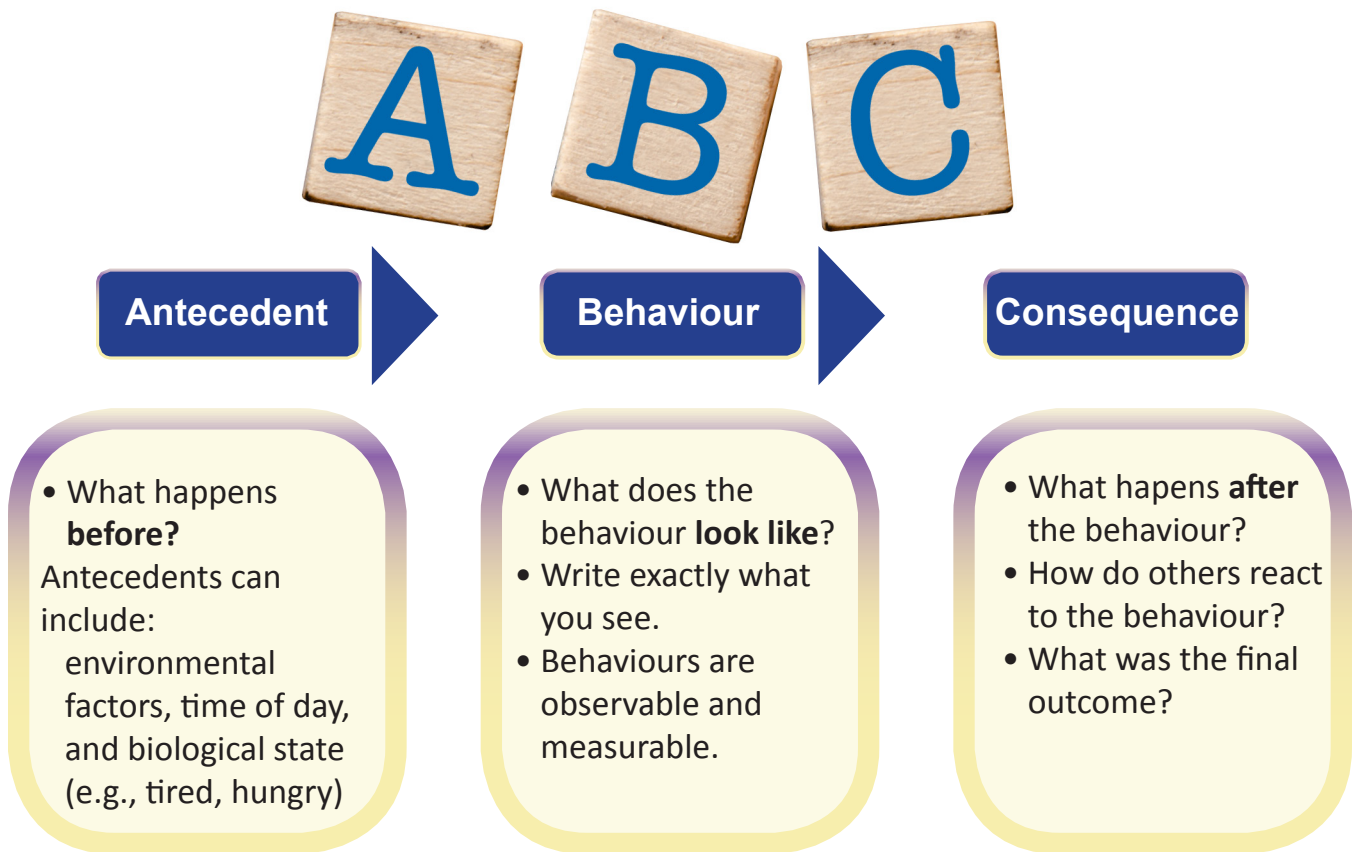 A B C
Antecedent Behaviour Consequence
• What happens
before?
Antecedents can
include:
environmental
factors, time of day,
and biological state
(e.g., tired, hungry)
• What does the
behaviour look like?
• Write exactly what
you see.
• Behaviours are
observable and
measurable.
• What hapens after
the behaviour?
• How do others react
to the behaviour?
• What was the final
outcome?